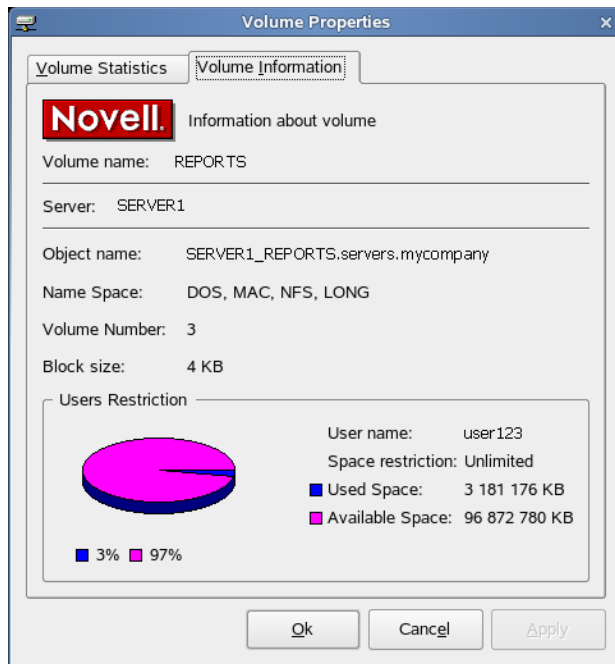 Volume Properties
Volume Statistics
Volume Information
Novell.
Information about volume
Volume name: REPORTS
Server: SERVER1
Object name: SERVER1_REPORTS.servers.mycompany
Name Space: DOS, MAC, NFS, LONG
Volume Number: 3
Block size: 4 KB
Users Restriction
User name: user123
Space restriction: Unlimited
Used Space: 3 181 176 KB
Available Space: 96 872 780 KB
3% 97%
Ok Cancel Apply